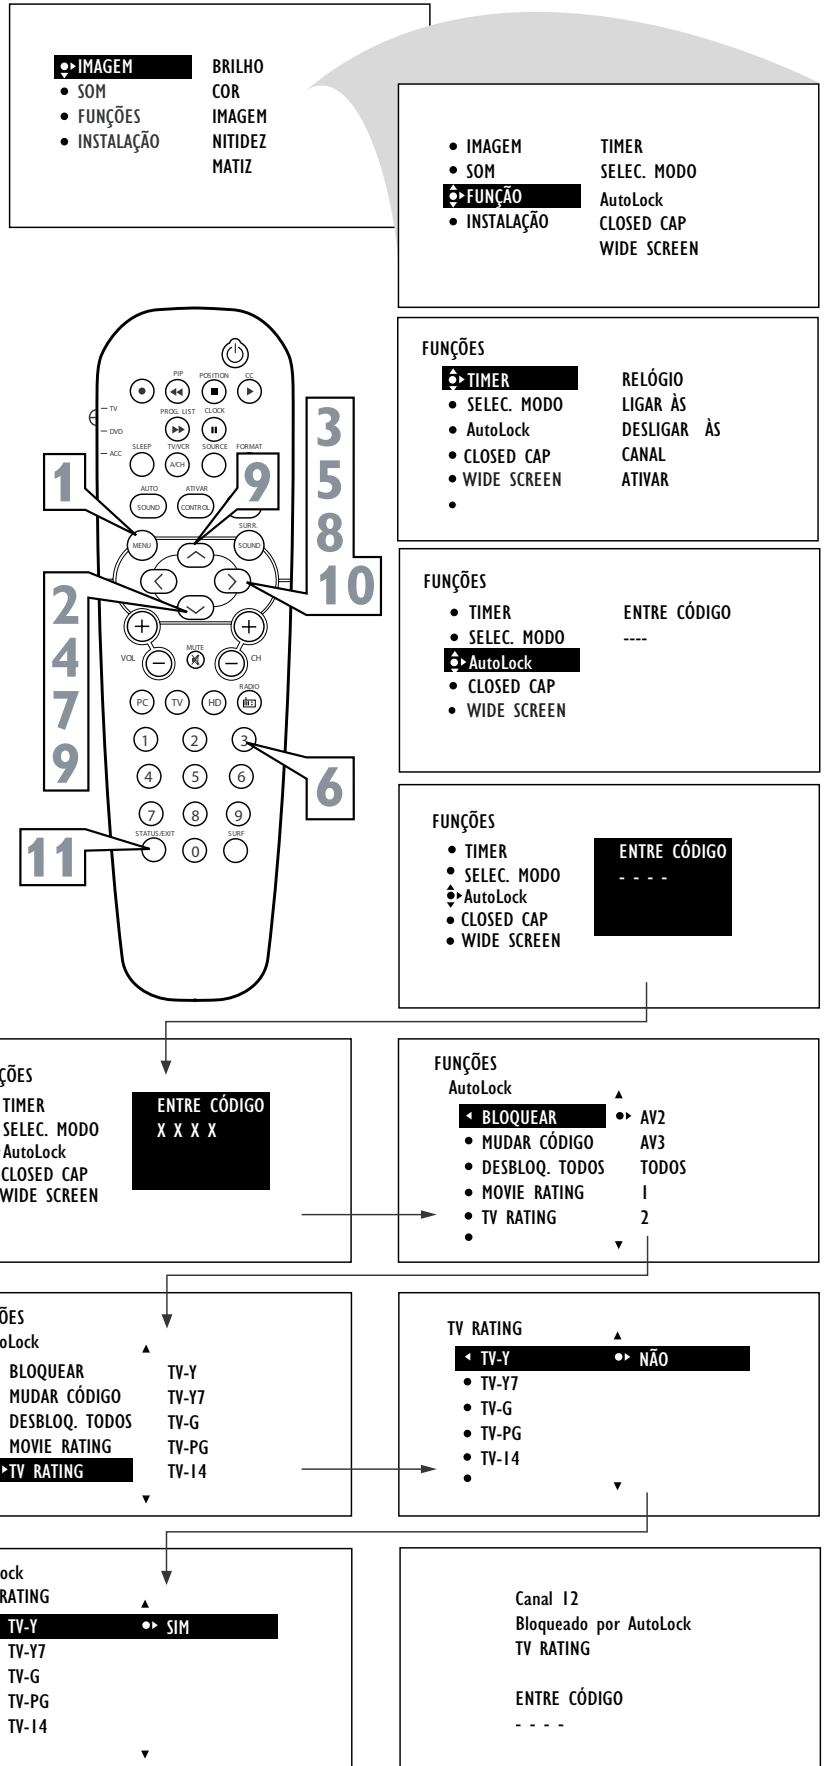 IMAGEM BRILHO
SOM COR
FUNÇÕES IMAGEM
INSTALAÇÃO NITIDEZ
MATIZ
IMAGEM TIMER
SOM SELEC. MODO
FUNÇÃO AutoLock
INSTALAÇÃO CLOSED CAP
WIDE SCREEN
FUNÇÕES
TIMER RELÓGIO
SELEC. MODO LIGAR ÀS
AutoLock DESLIGAR ÀS
CLOSED CAP CANAL
WIDE SCREEN ATIVAR
PIP POSITION CC
TV
PROG. LIST CLOCK
DVD
ACC
SLEEP TV/VCR SOURCE FORMAT
A/CH
AUTO ATIVAR
SOUND CONTROL
SURR.
MENU SOUND
MUTE
VOL CH
RADIO
PC TV HD
1 2 3
4 5 6
7 8 9
STATUS/EXIT SURF
0
1
9
3
5
8
10
2
4
7
9
6
11
FUNÇÕES
TIMER ENTRE CÓDIGO
SELEC. MODO ----
AutoLock
CLOSED CAP
WIDE SCREEN
FUNÇÕES
TIMER ENTRE CÓDIGO
SELEC. MODO - - - -
AutoLock
CLOSED CAP
WIDE SCREEN
ÇÕES
TIMER ENTRE CÓDIGO
SELEC. MODO X X X X
AutoLock
CLOSED CAP
WIDE SCREEN
FUNÇÕES
AutoLock
BLOQUEAR AV2
MUDAR CÓDIGO AV3
DESBLOQ. TODOS TODOS
MOVIE RATING 1
TV RATING 2
ÕES
oLock
BLOQUEAR TV-Y
MUDAR CÓDIGO TV-Y7
DESBLOQ. TODOS TV-G
MOVIE RATING TV-PG
TV RATING TV-14
TV RATING
TV-Y NÃO
TV-Y7
TV-G
TV-PG
TV-14
ock
RATING
TV-Y SIM
TV-Y7
TV-G
TV-PG
TV-14
Canal 12
Bloqueado por AutoLock
TV RATING
ENTRE CÓDIGO
- - - -